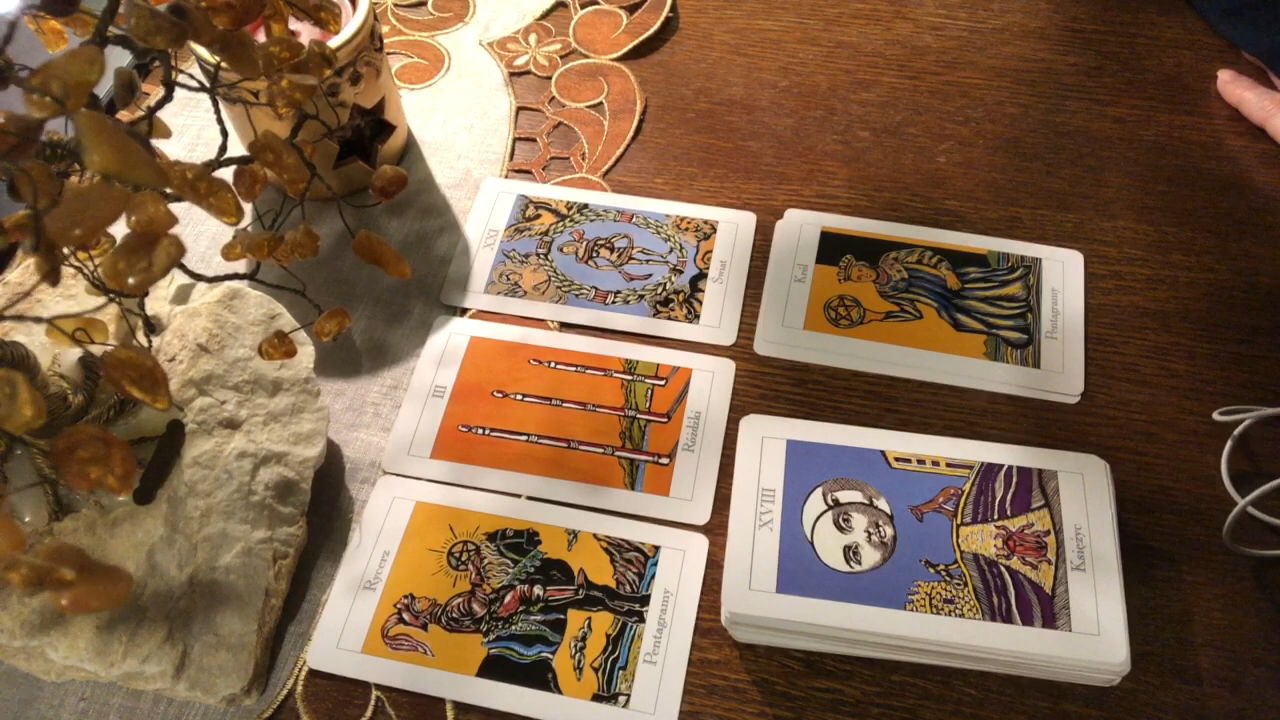 XXI
Świat
Król
Pentagramy
III
Różdżki
XVIII
Księżyc
Rycerz
Pentagramy